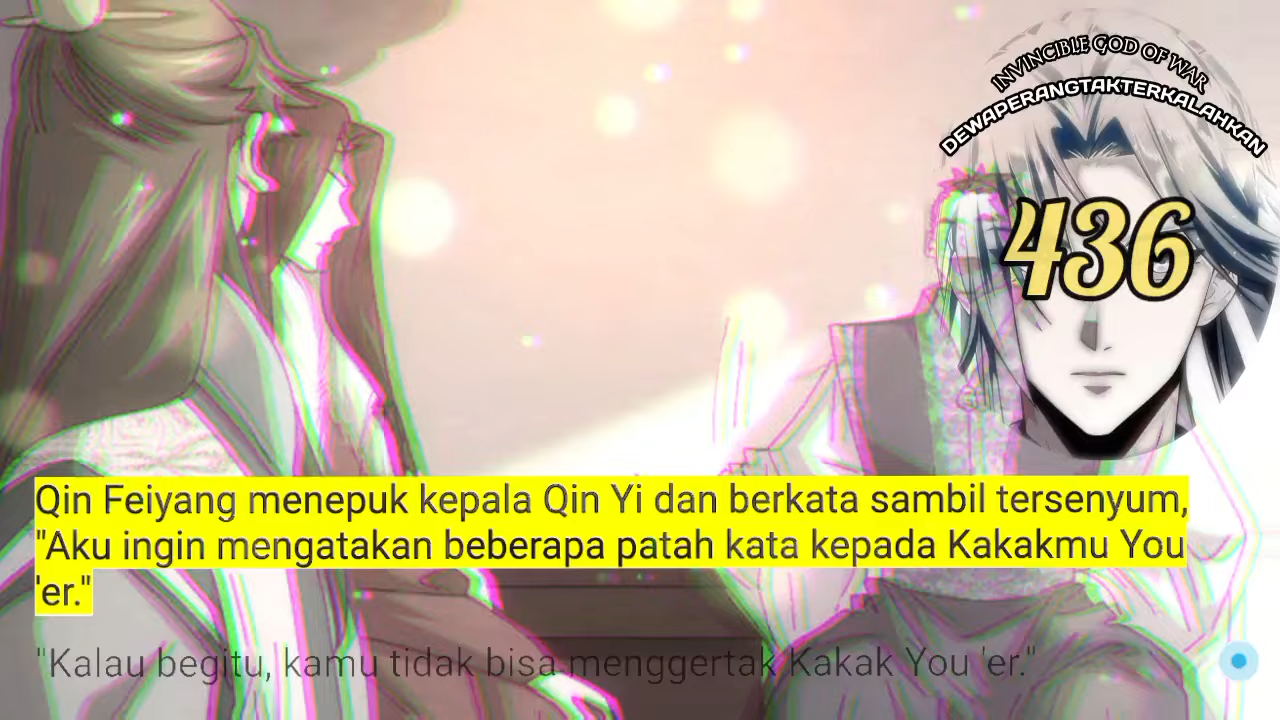 INVINCIBLE GOD OF WAR
DEWAPERANGTAKTERKALAHKAN
436
Qin Feiyang menepuk kepala Qin Yi dan berkata sambil tersenyum,
"Aku ingin mengatakan beberapa patah kata kepada Kakakmu You
'er."
"Kalau begitu, kamu tidak bisa menggertak Kakak You 'er."